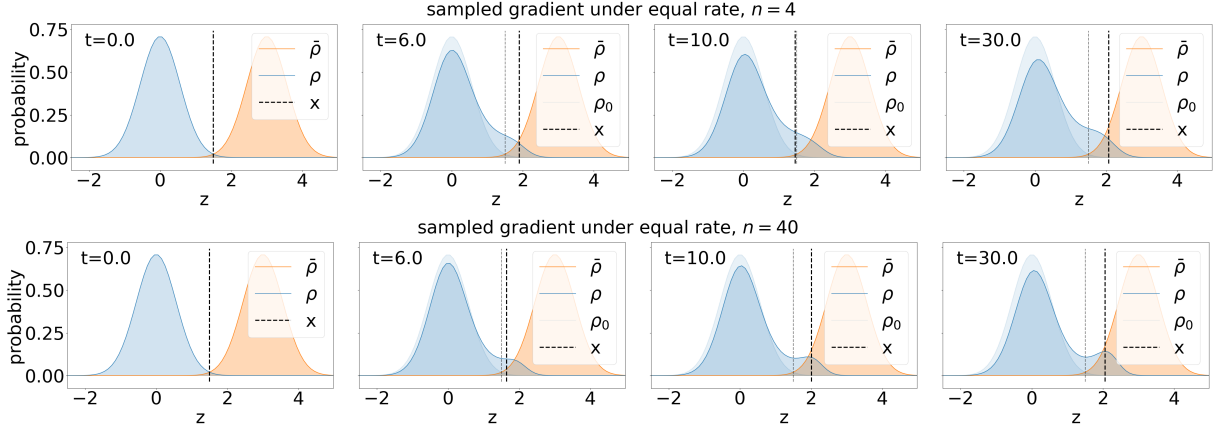 sampled gradient under equal rate, n = 4
probability
0.75
0.50
0.25
0.00
t=0.0
ρ̄
ρ
x
−2 0 2 4
z
t=6.0
ρ̄
ρ
ρ₀
x
−2 0 2 4
z
t=10.0
ρ̄
ρ
ρ₀
x
−2 0 2 4
z
t=30.0
ρ̄
ρ
ρ₀
x
−2 0 2 4
z
sampled gradient under equal rate, n = 40
probability
0.75
0.50
0.25
0.00
t=0.0
ρ̄
ρ
x
−2 0 2 4
z
t=6.0
ρ̄
ρ
ρ₀
x
−2 0 2 4
z
t=10.0
ρ̄
ρ
ρ₀
x
−2 0 2 4
z
t=30.0
ρ̄
ρ
ρ₀
x
−2 0 2 4
z